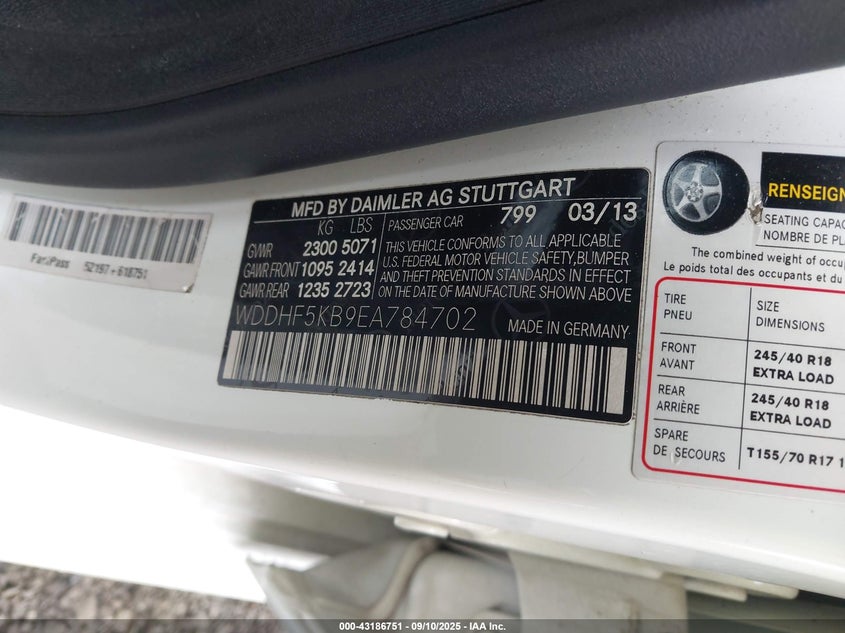 MFD BY DAIMLER AG STUTTGART
KG LBS
GVWR 2300 5071
GAWR FRONT 1095 2414
GAWR REAR 1235 2723
PASSENGER CAR 799 03/13
THIS VEHICLE CONFORMS TO ALL APPLICABLE
U.S. FEDERAL MOTOR VEHICLE SAFETY,BUMPER
AND THEFT PREVENTION STANDARDS IN EFFECT
ON THE DATE OF MANUFACTURE SHOWN ABOVE
WDDHF5KB9EA784702 MADE IN GERMANY
52197+618751
RENSEIGN
SEATING CAPAC
NOMBRE DE PL
The combined weight of occup
Le poids total des occupants et du
TIRE
PNEU
SIZE
DIMENSIONS
FRONT
AVANT
245/40 R18
EXTRA LOAD
REAR
ARRIÈRE
245/40 R18
EXTRA LOAD
SPARE
DE SECOURS
T155/70 R17 1
000-43186751 - 09/10/2025 - IAA Inc.